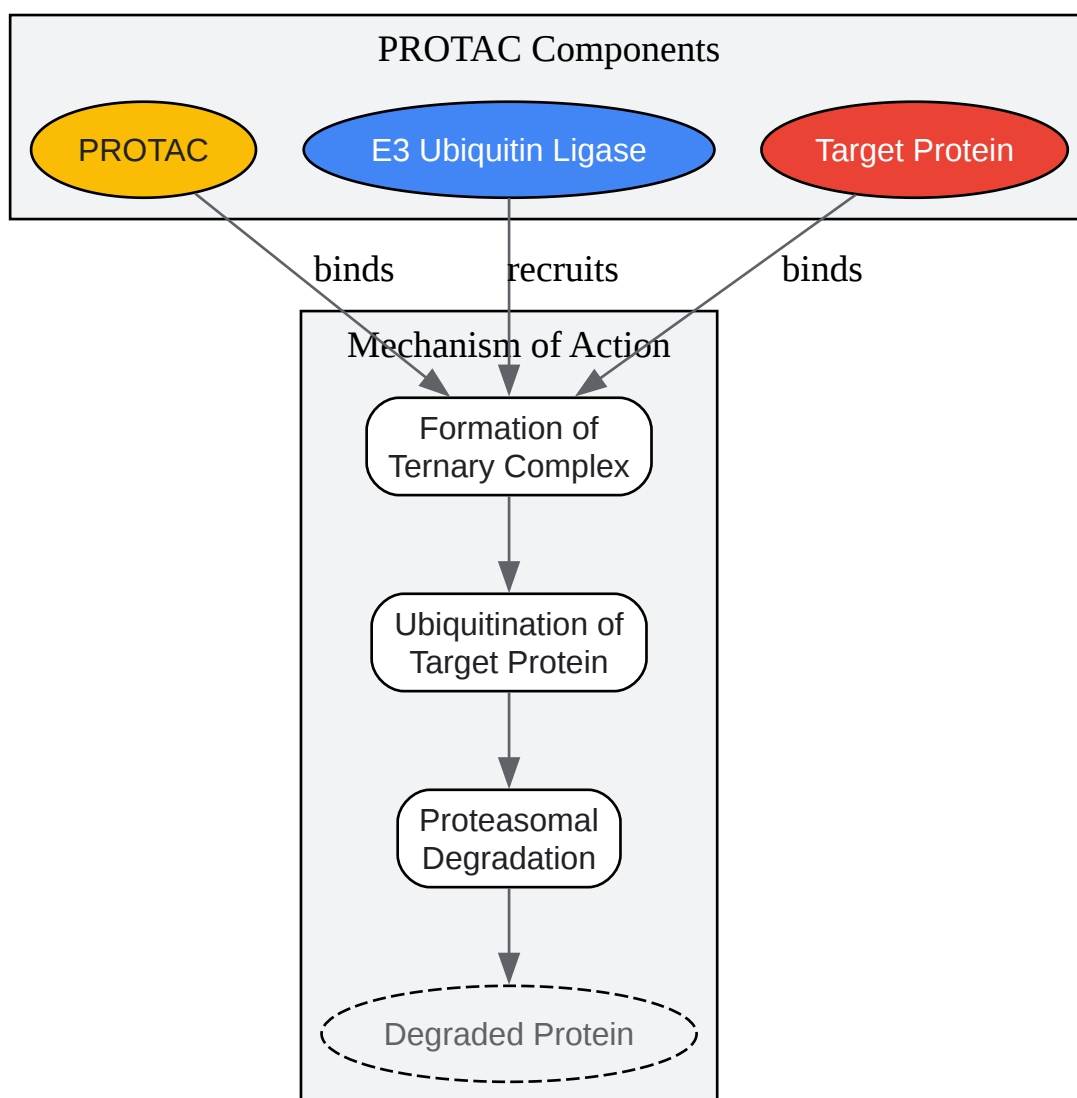 PROTAC Components
PROTAC
E3 Ubiquitin Ligase
Target Protein
binds
recruits
binds
Mechanism of Action
Formation of
Ternary Complex
Ubiquitination of
Target Protein
Proteasomal
Degradation
Degraded Protein